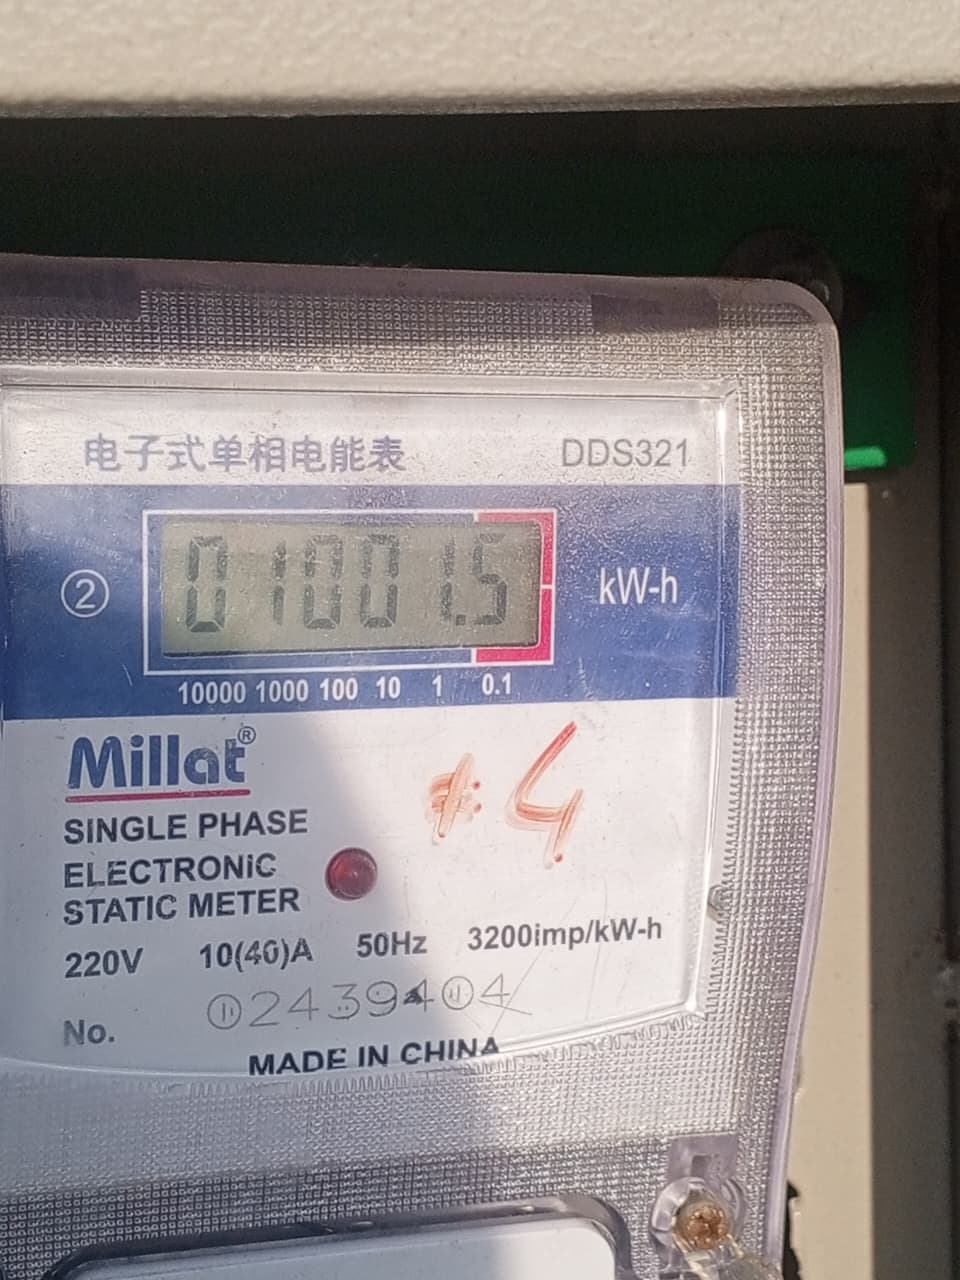 电子式单相电能表 DDS321
② 01001.5 kW-h
10000 1000 100 10 1 0.1
Millat®
# 4
SINGLE PHASE
ELECTRONiC
STATIC METER
220V 10(40)A 50Hz 3200imp/kW-h
No. 02439404
MADE IN CHINA